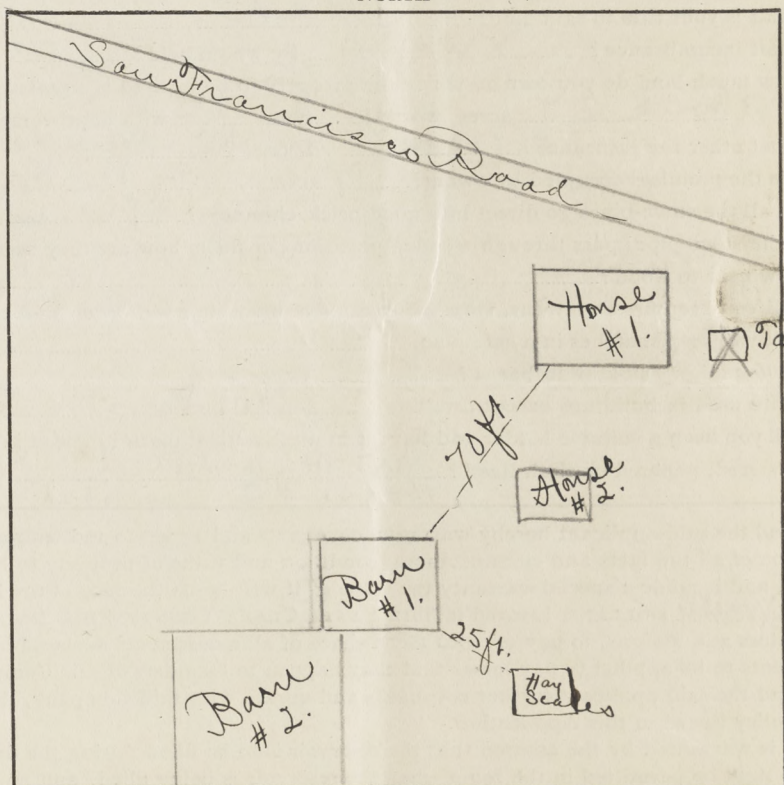 San Francisco Road
House
#1.
70 ft.
House
#2.
Barn
#1.
25 ft.
Hay
Scales
Barn
#2.